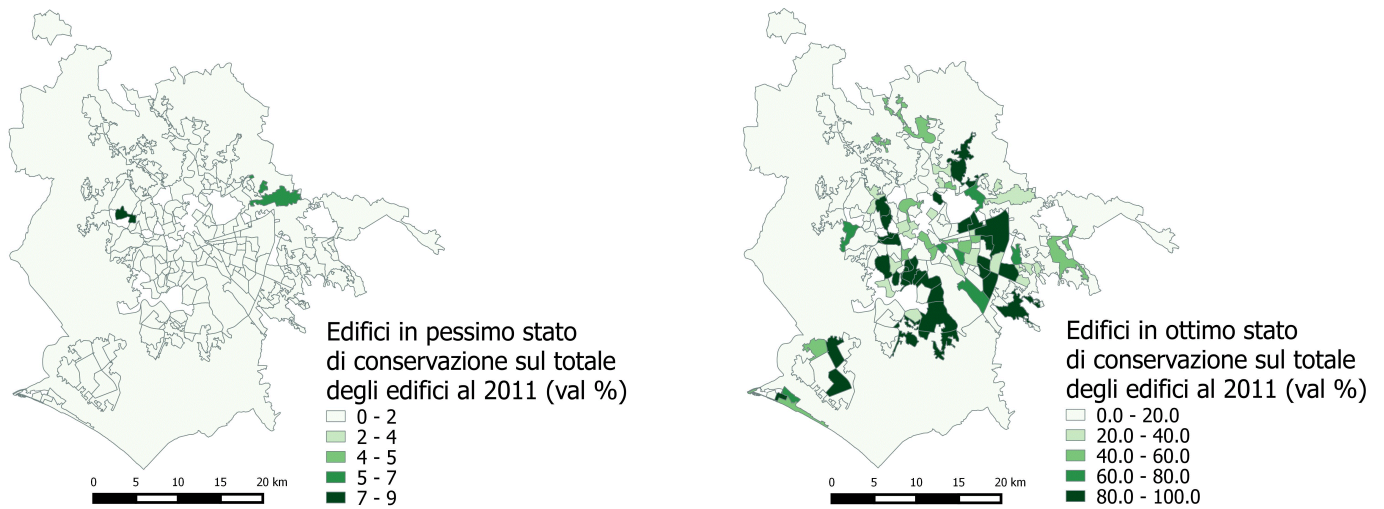 Edifici in pessimo stato
di conservazione sul totale
degli edifici al 2011 (val %)
0 - 2
2 - 4
4 - 5
5 - 7
7 - 9
0 5 10 15 20 km
Edifici in ottimo stato
di conservazione sul totale
degli edifici al 2011 (val %)
0.0 - 20.0
20.0 - 40.0
40.0 - 60.0
60.0 - 80.0
80.0 - 100.0
0 5 10 15 20 km